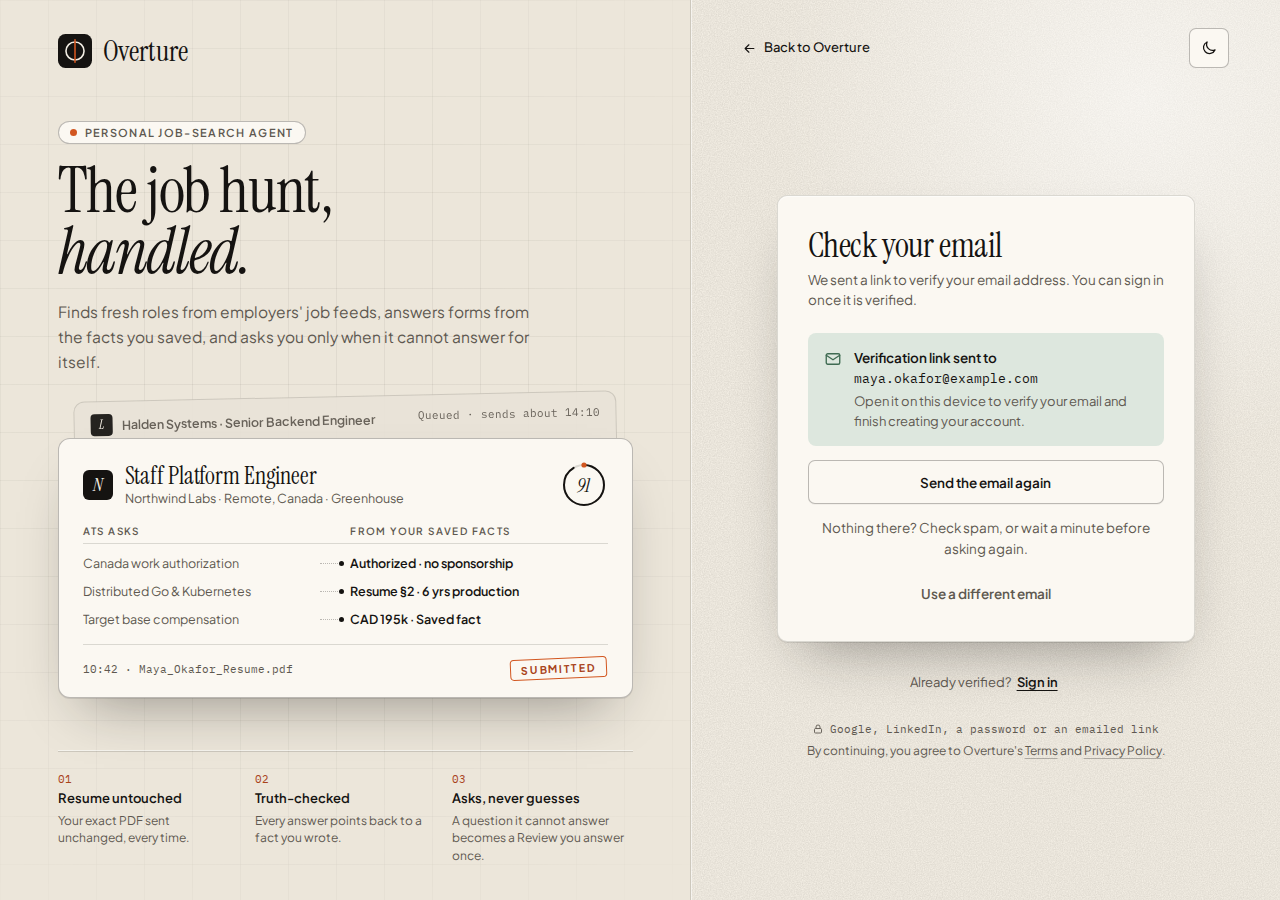 Overture
PERSONAL JOB-SEARCH AGENT
The job hunt,
handled.
Finds fresh roles from employers' job feeds, answers forms from
the facts you saved, and asks you only when it cannot answer for
itself.
L Halden Systems · Senior Backend Engineer Queued · sends about 14:10
N Staff Platform Engineer 91
Northwind Labs · Remote, Canada · Greenhouse
ATS ASKS FROM YOUR SAVED FACTS
Canada work authorization Authorized · no sponsorship
Distributed Go & Kubernetes Resume §2 · 6 yrs production
Target base compensation CAD 195k · Saved fact
10:42 · Maya_Okafor_Resume.pdf SUBMITTED
01
Resume untouched
Your exact PDF sent
unchanged, every time.
02
Truth-checked
Every answer points back to a
fact you wrote.
03
Asks, never guesses
A question it cannot answer
becomes a Review you answer
once.
← Back to Overture
Check your email
We sent a link to verify your email address. You can sign in
once it is verified.
Verification link sent to
maya.okafor@example.com
Open it on this device to verify your email and
finish creating your account.
Send the email again
Nothing there? Check spam, or wait a minute before
asking again.
Use a different email
Already verified? Sign in
Google, LinkedIn, a password or an emailed link
By continuing, you agree to Overture's Terms and Privacy Policy.